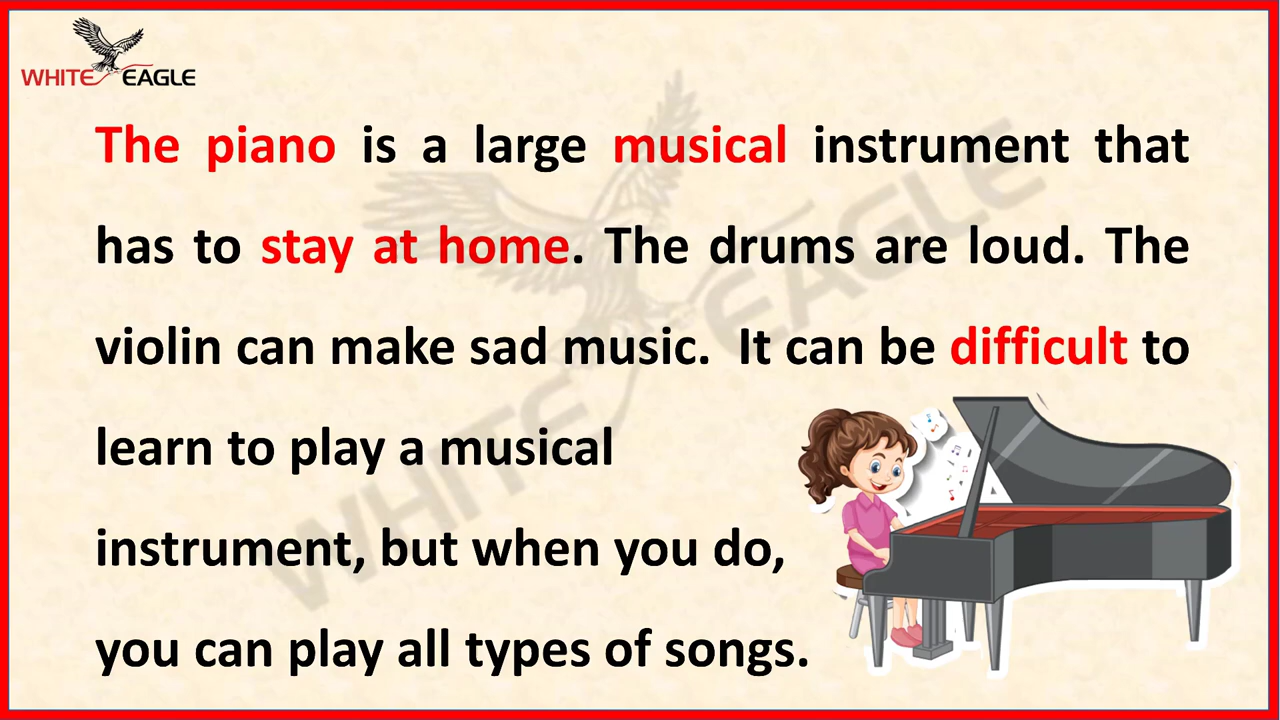 WHITE EAGLE
The piano is a large musical instrument that
has to stay at home. The drums are loud. The
violin can make sad music. It can be difficult to
learn to play a musical
instrument, but when you do,
you can play all types of songs.
WHITE EAGLE